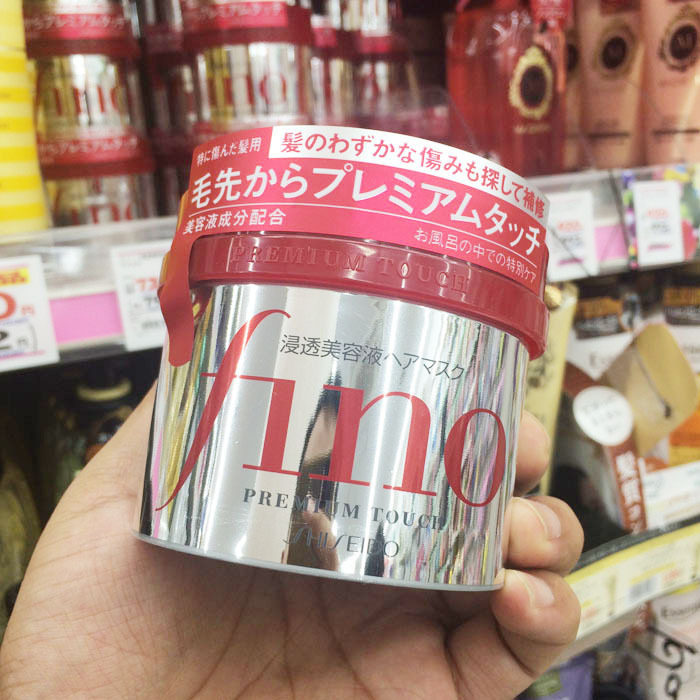 特に傷んだ髪用
髪のわずかな傷みも探して補修
毛先からプレミアムタッチ
美容液成分配合
お風呂の中での特別ケア
PREMIUM TOUCH
浸透美容液ヘアマスク
fino
PREMIUM TOUCH
SHISEIDO